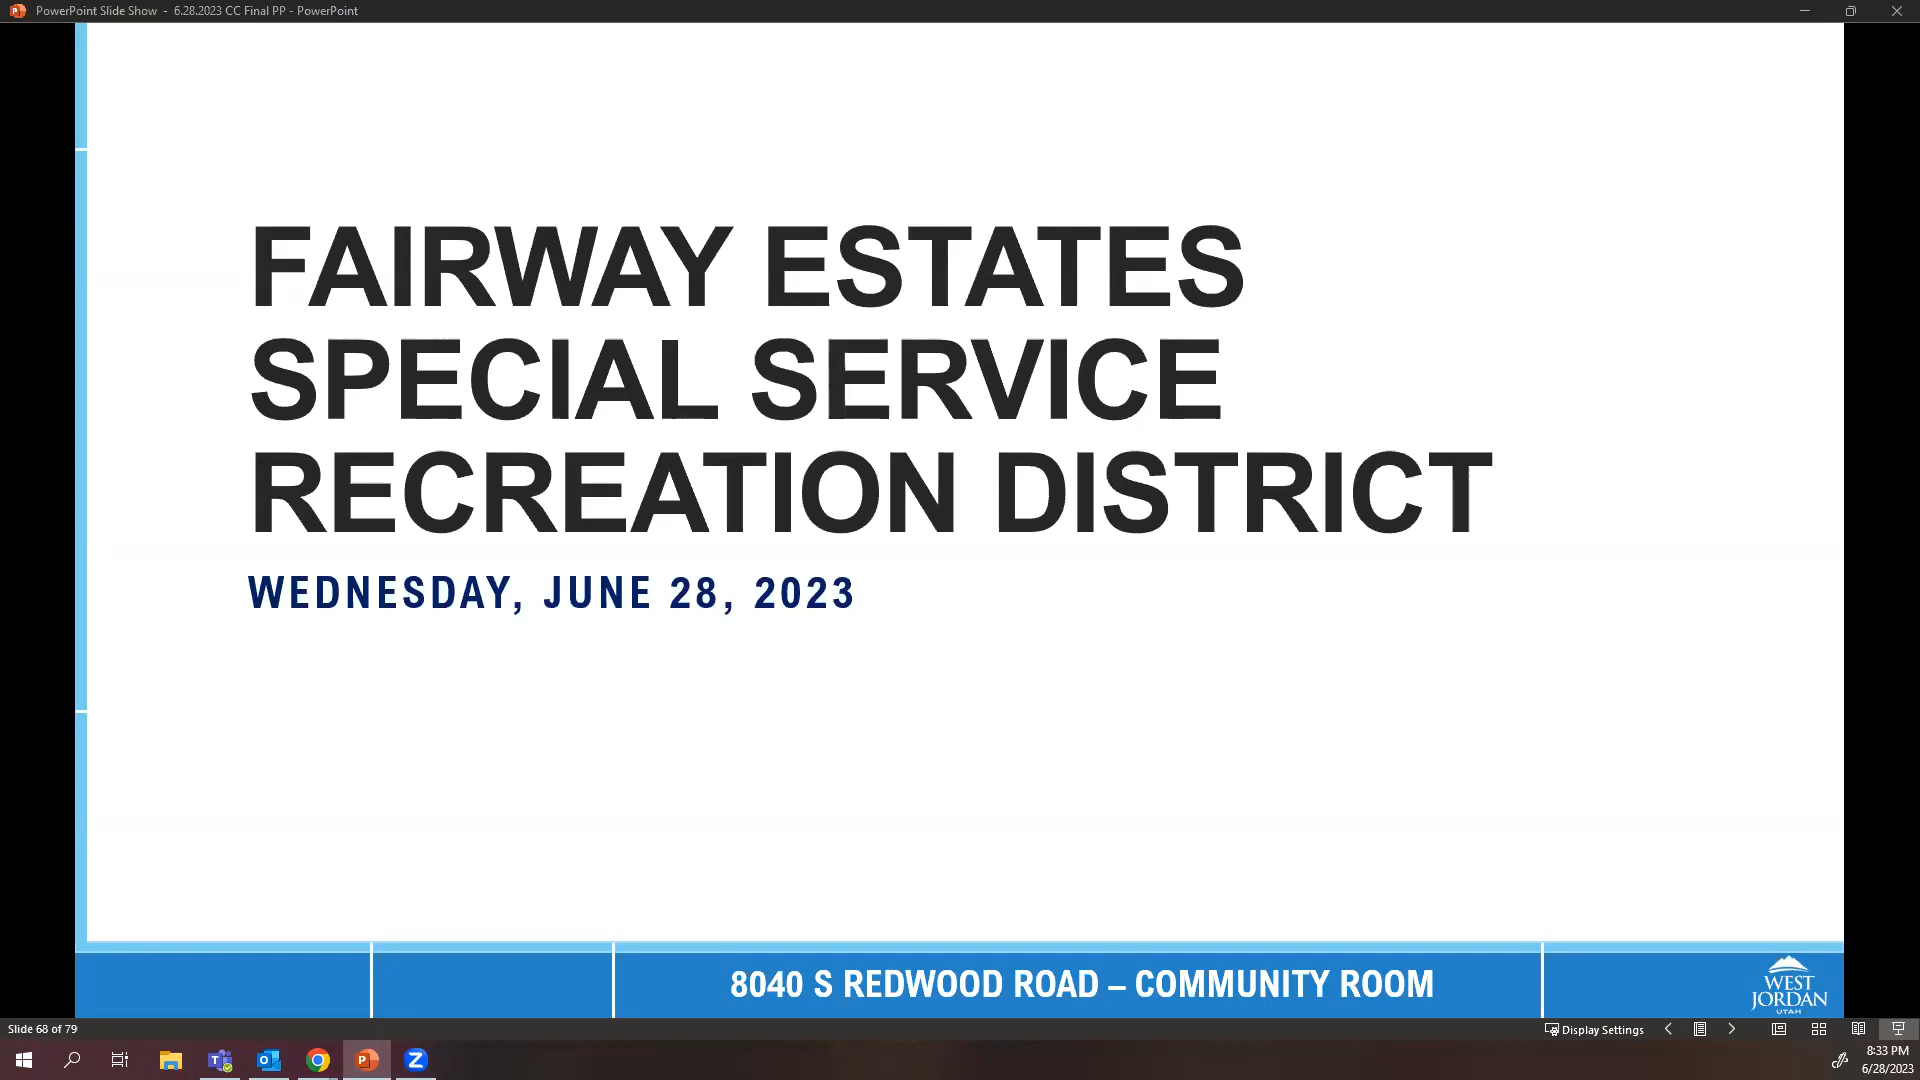 PowerPoint Slide Show - 6.28.2023 CC Final PP - PowerPoint
FAIRWAY ESTATES
SPECIAL SERVICE
RECREATION DISTRICT
WEDNESDAY, JUNE 28, 2023
8040 S REDWOOD ROAD – COMMUNITY ROOM
WEST
JORDAN
UTAH
Slide 68 of 79
Display Settings
8:33 PM
6/28/2023